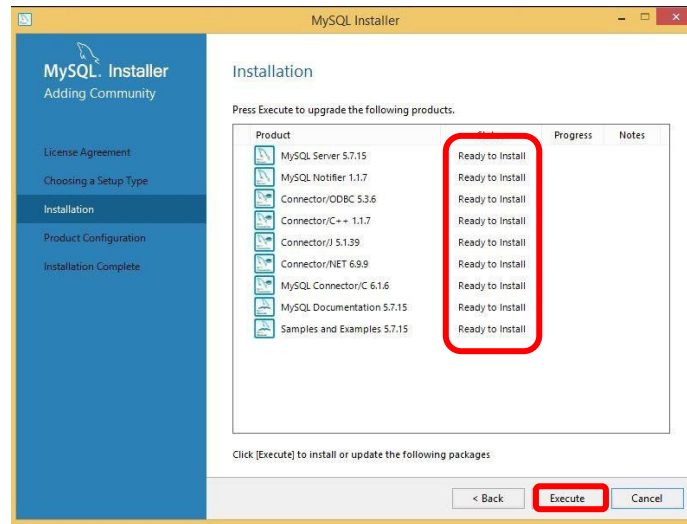 MySQL Installer
MySQL. Installer
Adding Community
License Agreement
Choosing a Setup Type
Installation
Product Configuration
Installation Complete
Installation
Press Execute to upgrade the following products.
Product Progress Notes
MySQL Server 5.7.15 Ready to Install
MySQL Notifier 1.1.7 Ready to Install
Connector/ODBC 5.3.6 Ready to Install
Connector/C++ 1.1.7 Ready to Install
Connector/J 5.1.39 Ready to Install
Connector/NET 6.9.9 Ready to Install
MySQL Connector/C 6.1.6 Ready to Install
MySQL Documentation 5.7.15 Ready to Install
Samples and Examples 5.7.15 Ready to Install
Click [Execute] to install or update the following packages
< Back Execute Cancel